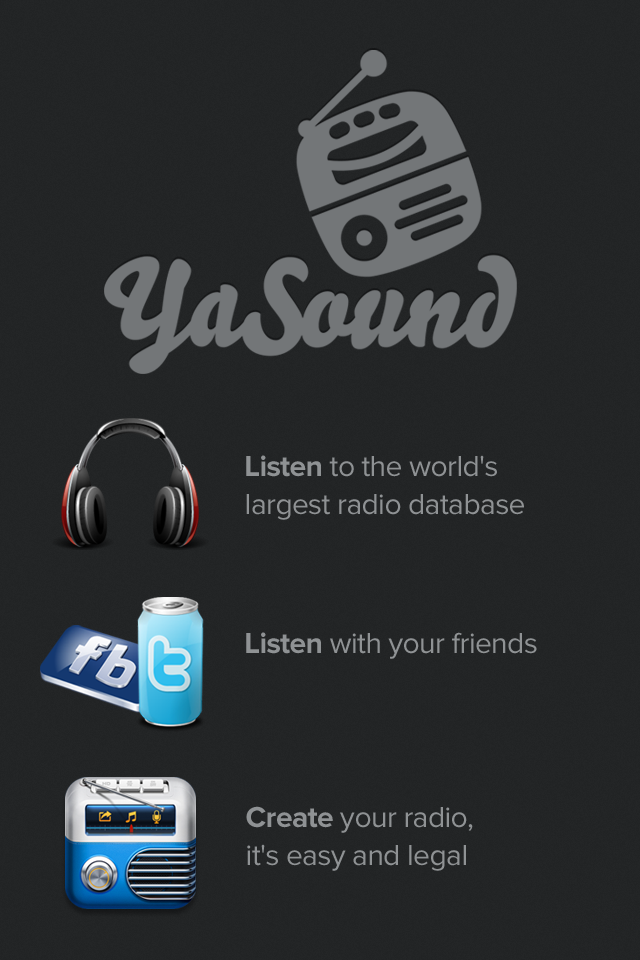 YaSound
Listen to the world's
largest radio database
fb
t
Listen with your friends
Create your radio,
it's easy and legal